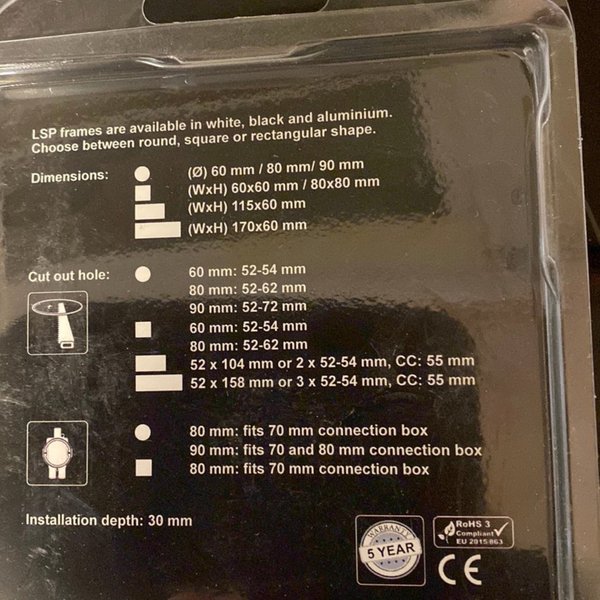 LSP frames are available in white, black and aluminium.
Choose between round, square or rectangular shape.
Dimensions: (Ø) 60 mm / 80 mm/ 90 mm
(WxH) 60x60 mm / 80x80 mm
(WxH) 115x60 mm
(WxH) 170x60 mm
Cut out hole: 60 mm: 52-54 mm
80 mm: 52-62 mm
90 mm: 52-72 mm
60 mm: 52-54 mm
80 mm: 52-62 mm
52 x 104 mm or 2 x 52-54 mm, CC: 55 mm
52 x 158 mm or 3 x 52-54 mm, CC: 55 mm
80 mm: fits 70 mm connection box
90 mm: fits 70 and 80 mm connection box
80 mm: fits 70 mm connection box
Installation depth: 30 mm
WARRANTY
5 YEAR
RoHS 3
Compliant
EU 2015/863
CE